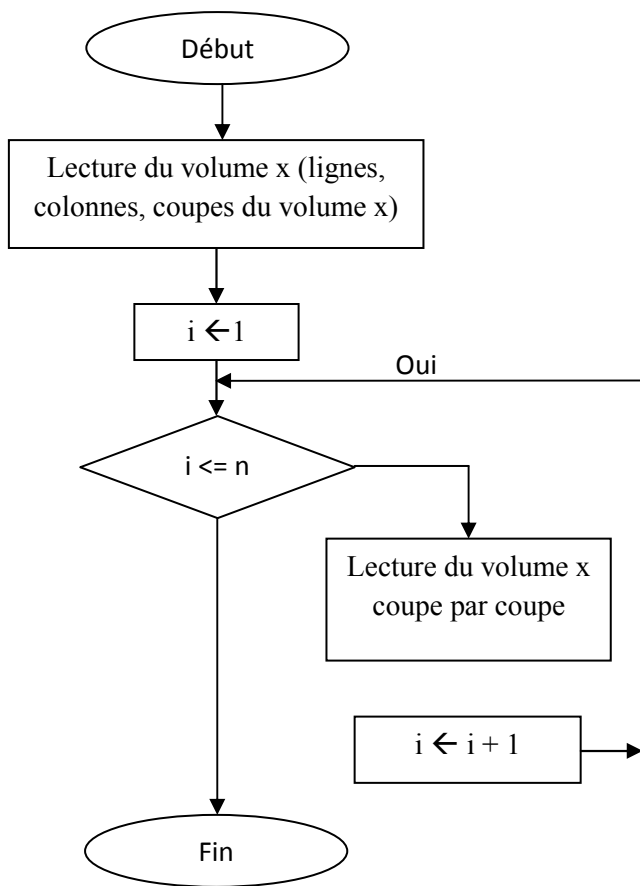 Début
Lecture du volume x (lignes,
colonnes, coupes du volume x)
i ←1
Oui
i <= n
Lecture du volume x
coupe par coupe
i ← i + 1
Fin